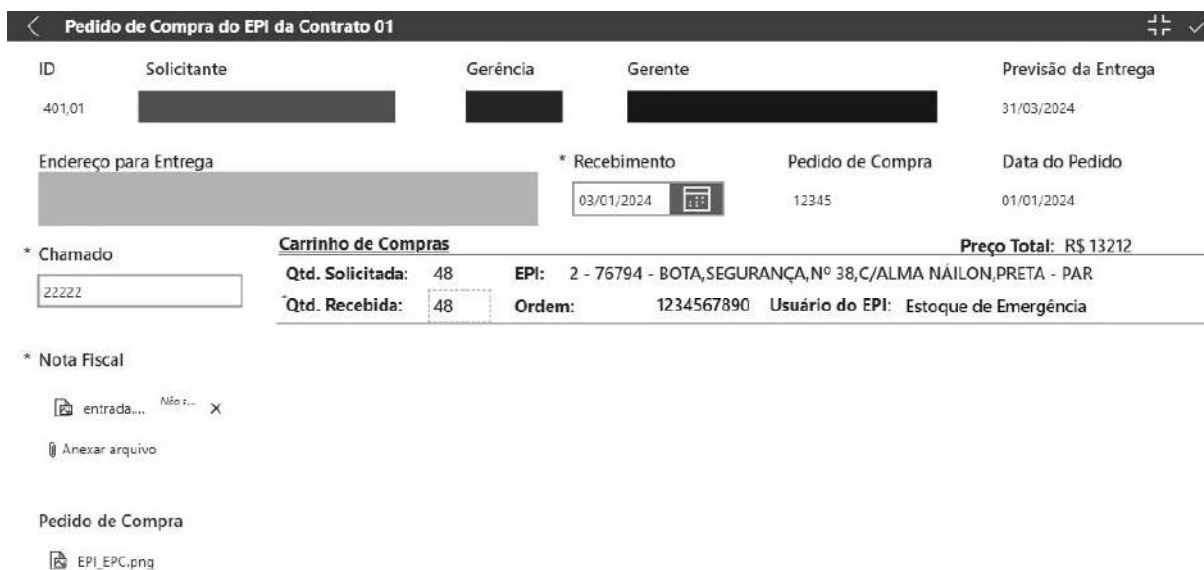 Pedido de Compra do EPI da Contrato 01
ID Solicitante Gerência Gerente Previsão da Entrega
401,01 31/03/2024
Endereço para Entrega * Recebimento Pedido de Compra Data do Pedido
03/01/2024 12345 01/01/2024
* Chamado
22222
Carrinho de Compras Preço Total: R$ 13212
Qtd. Solicitada: 48 EPI: 2 - 76794 - BOTA,SEGURANÇA,Nº 38,C/ALMA NÁILON,PRETA - PAR
*Qtd. Recebida: 48 Ordem: 1234567890 Usuário do EPI: Estoque de Emergência
* Nota Fiscal
entrada....
Anexar arquivo
Pedido de Compra
EPI_EPC.png